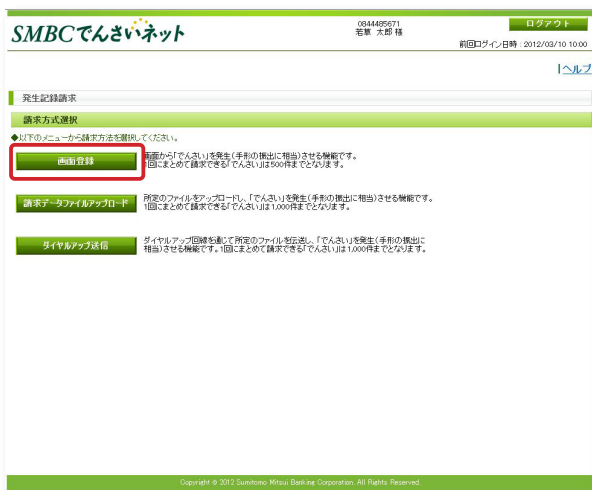 SMBCでんさいネット
0844485671
若草 太郎 様
ログアウト
前回ログイン日時：2012/03/10 10:00
|ヘルプ
発生記録請求
請求方式選択
◆以下のメニューから請求方法を選択してください。
画面登録
画面から「でんさい」を発生(手形の振出に相当)させる機能です。
1回にまとめて請求できる「でんさい」は500件までとなります。
請求データファイルアップロード
所定のファイルをアップロードし、「でんさい」を発生(手形の振出に相当)させる機能です。
1回にまとめて請求できる「でんさい」は1,000件までとなります。
ダイヤルアップ送信
ダイヤルアップ回線を通じて所定のファイルを伝送し、「でんさい」を発生(手形の振出に
相当)させる機能です。1回にまとめて請求できる「でんさい」は1,000件までとなります。
Copyright © 2012 Sumitomo Mitsui Banking Corporation. All Rights Reserved.